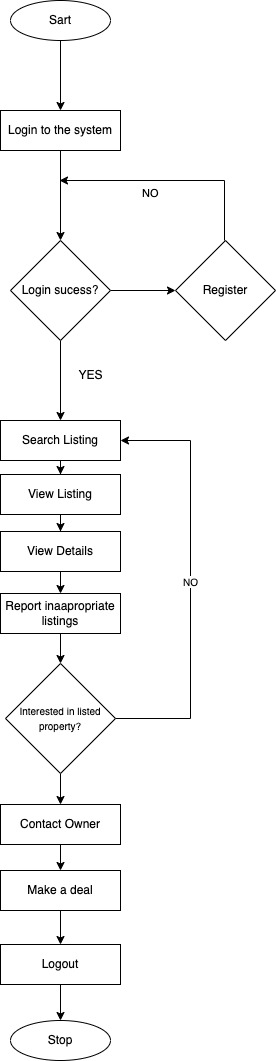 Sart
Login to the system
NO
Login sucess?
Register
YES
Search Listing
View Listing
View Details
NO
Report inaapropriate
listings
Interested in listed
property?
Contact Owner
Make a deal
Logout
Stop